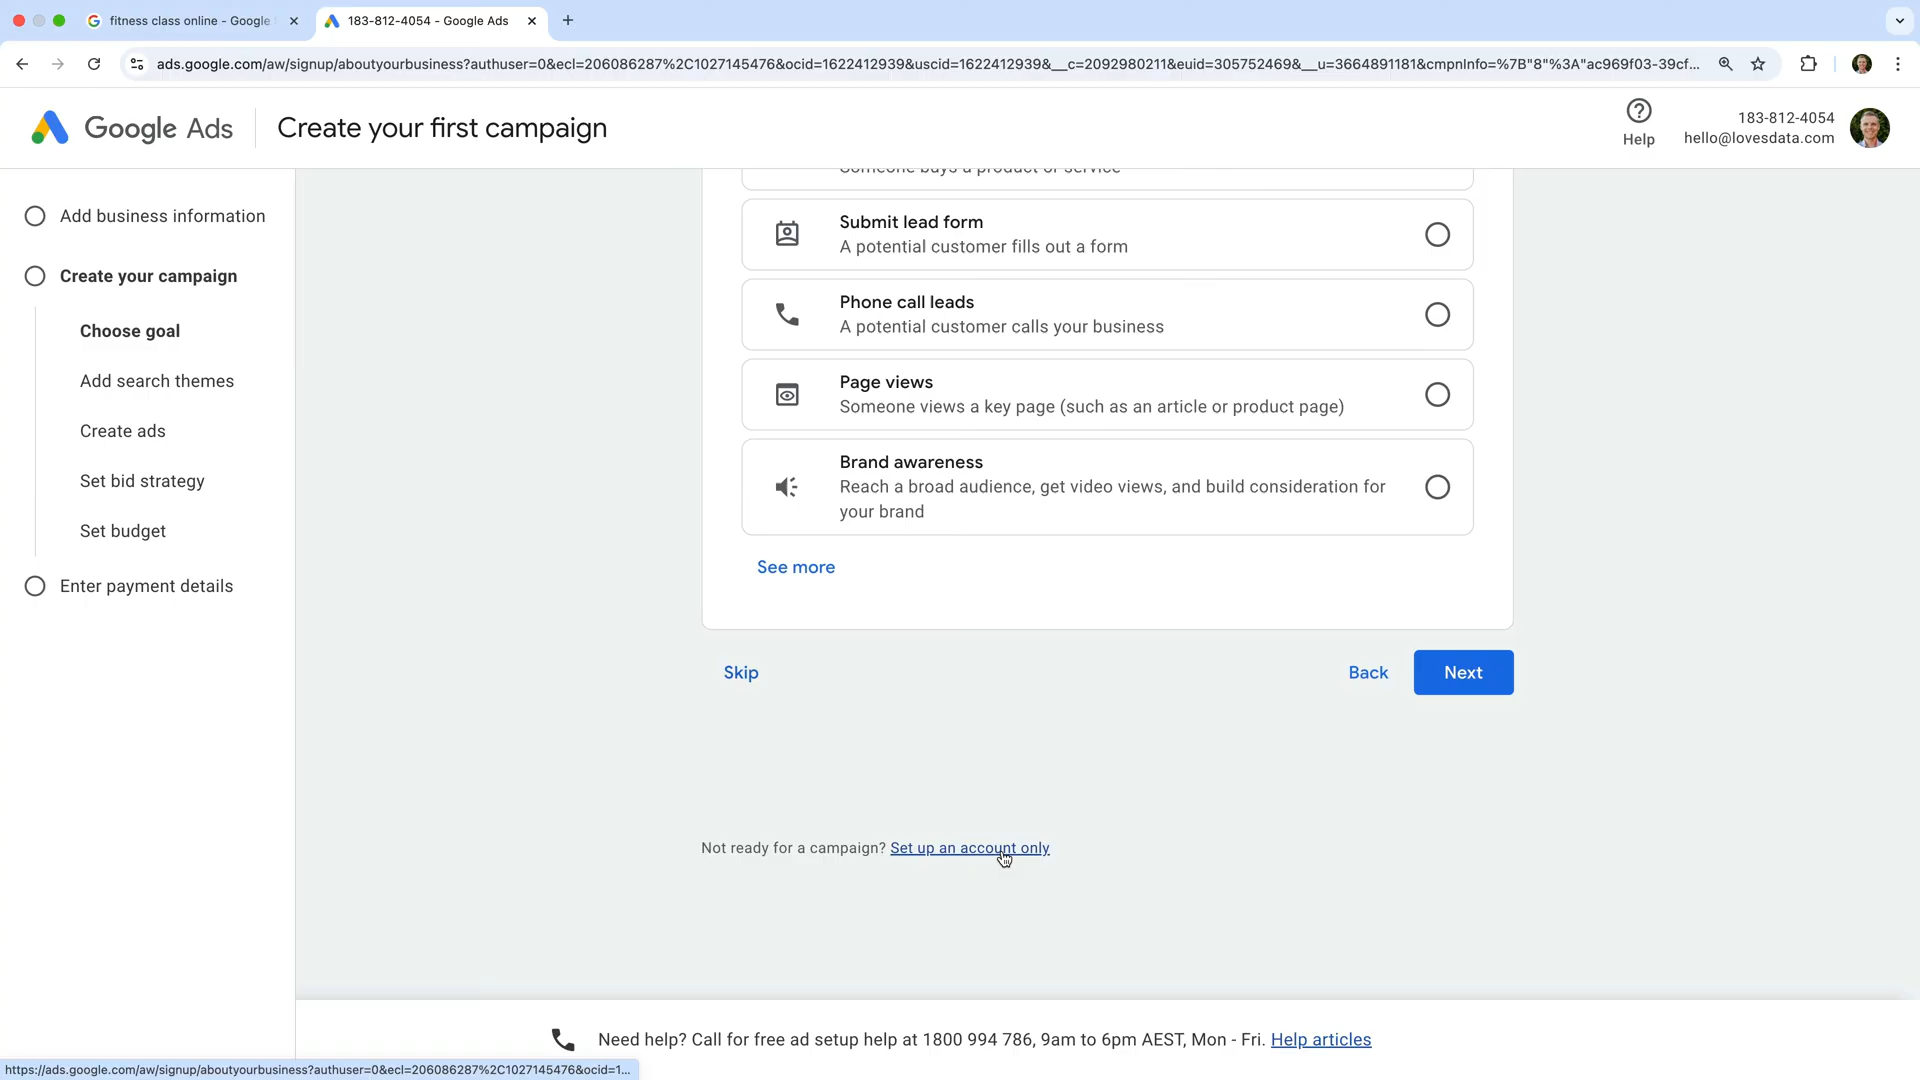 fitness class online - Google
183-812-4054 - Google Ads
ads.google.com/aw/signup/aboutyourbusiness?authuser=0&ecl=206086287%2C1027145476&ocid=1622412939&uscid=1622412939&__c=2092980211&euid=305752469&__u=3664891181&cmpnInfo=%7B"8"%3A"ac969f03-39cf...
Google Ads
Create your first campaign
Help
183-812-4054
hello@lovesdata.com
Add business information
Create your campaign
Choose goal
Add search themes
Create ads
Set bid strategy
Set budget
Enter payment details
Someone buys a product or service
Submit lead form
A potential customer fills out a form
Phone call leads
A potential customer calls your business
Page views
Someone views a key page (such as an article or product page)
Brand awareness
Reach a broad audience, get video views, and build consideration for
your brand
See more
Skip
Back
Next
Not ready for a campaign? Set up an account only
Need help? Call for free ad setup help at 1800 994 786, 9am to 6pm AEST, Mon - Fri. Help articles
https://ads.google.com/aw/signup/aboutyourbusiness?authuser=0&ecl=206086287%2C1027145476&ocid=1...